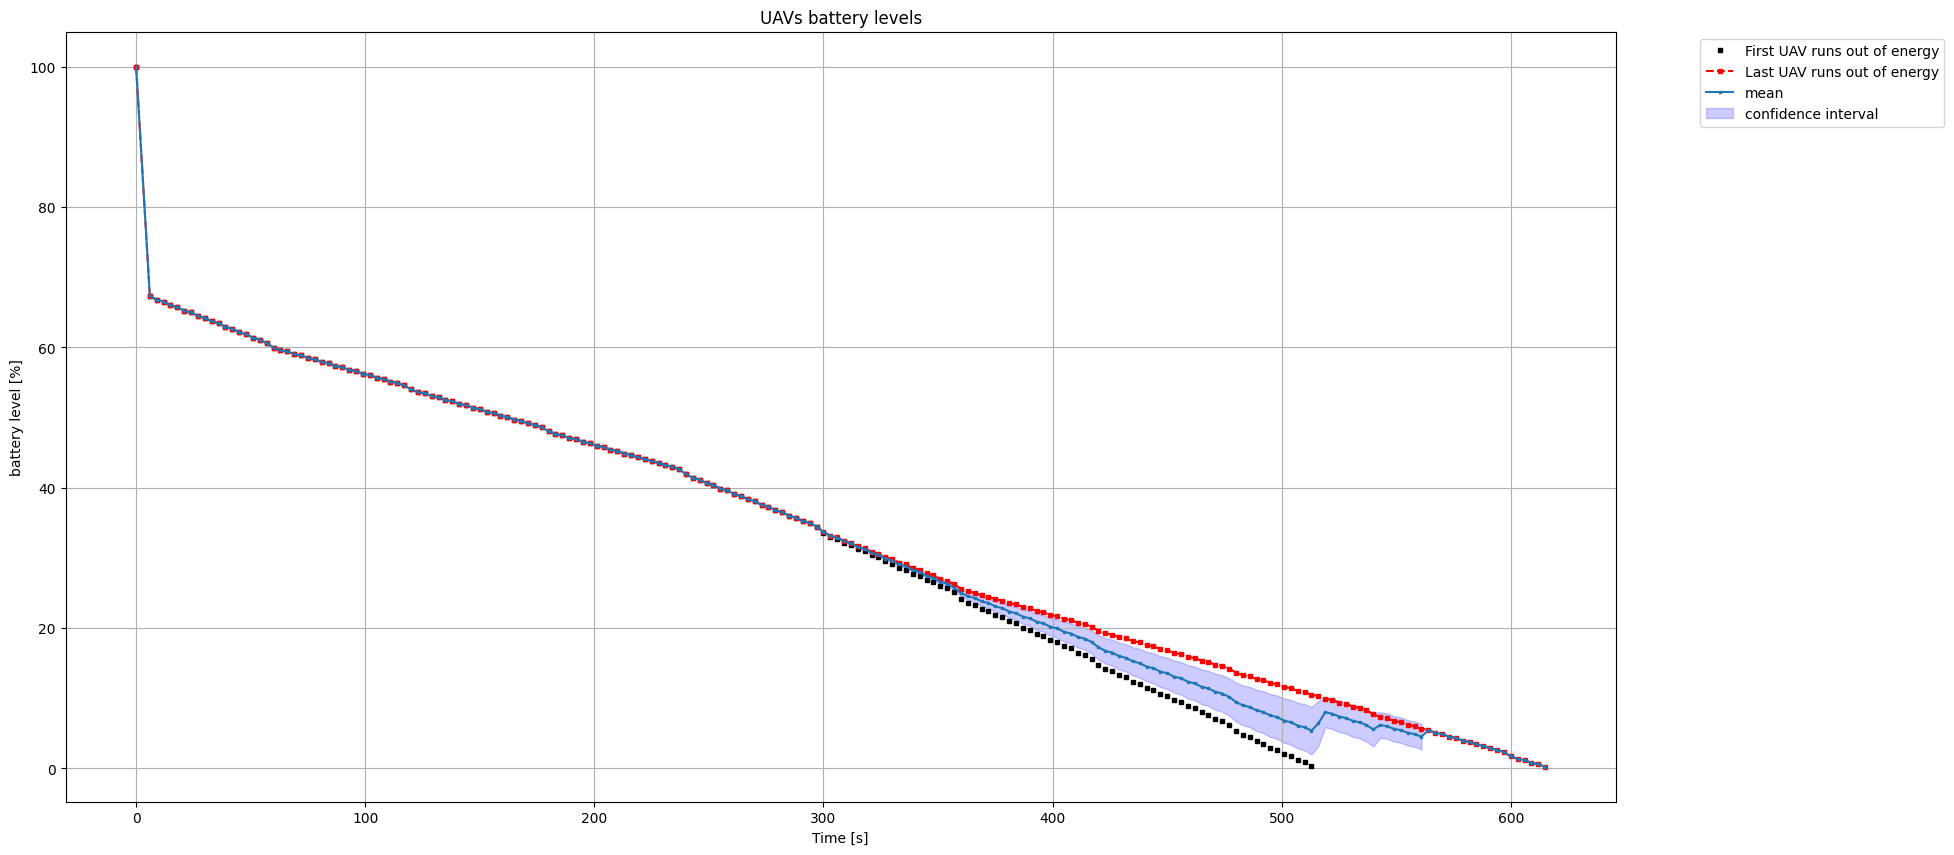 UAVs battery levels
First UAV runs out of energy
Last UAV runs out of energy
mean
confidence interval
battery level [%]
100
80
60
40
20
0
0 100 200 300 400 500 600
Time [s]